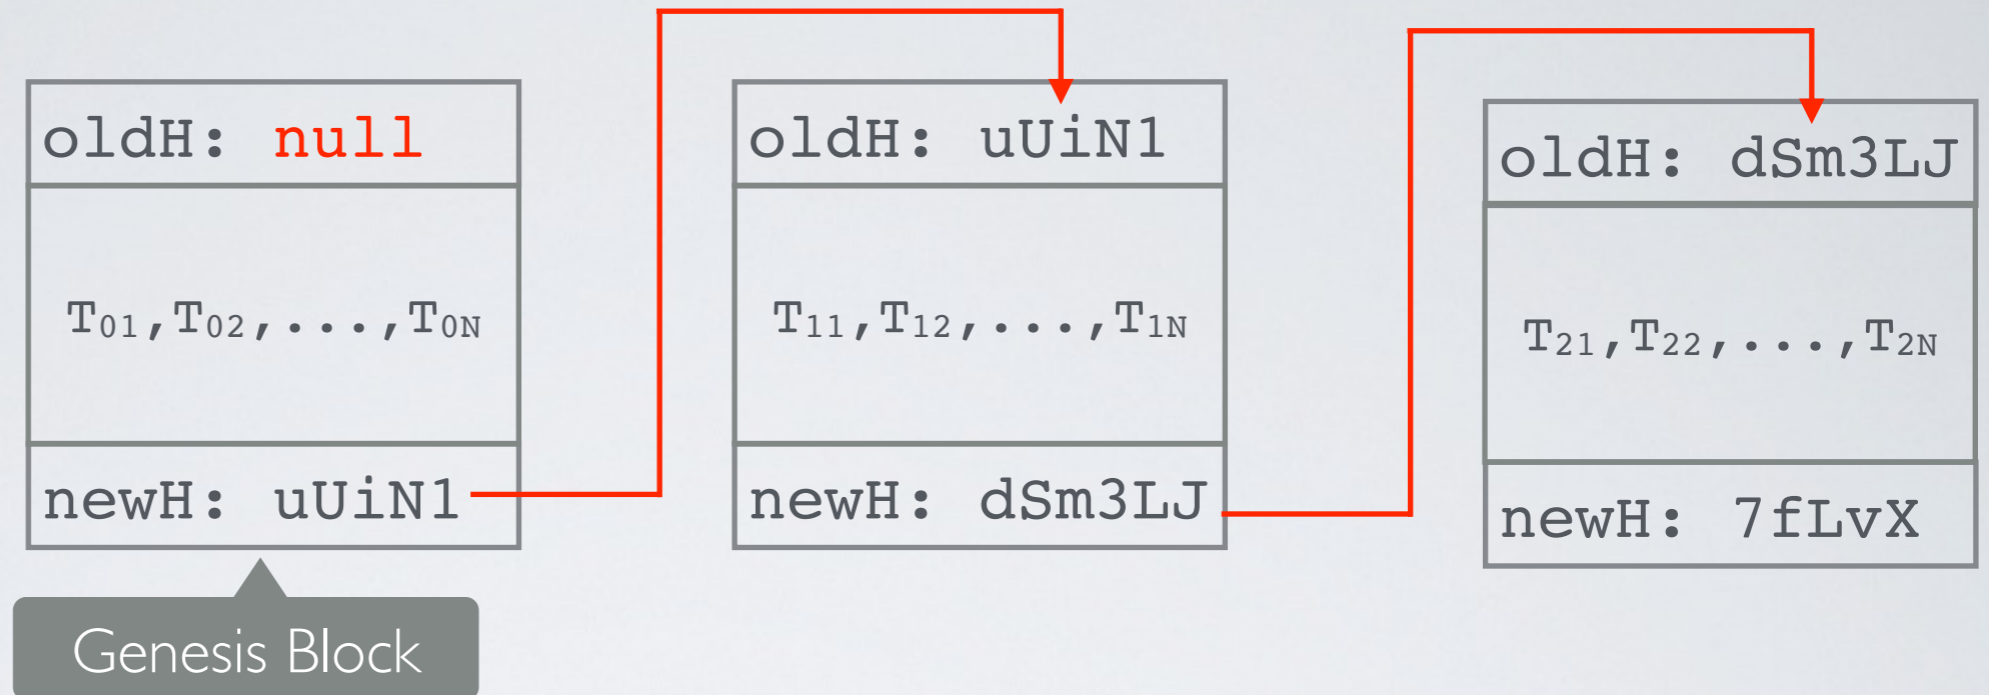 oldH: null
T01,T02,...,T0N
newH: uUiN1
Genesis Block
oldH: uUiN1
T11,T12,...,T1N
newH: dSm3LJ
oldH: dSm3LJ
T21,T22,...,T2N
newH: 7fLvX